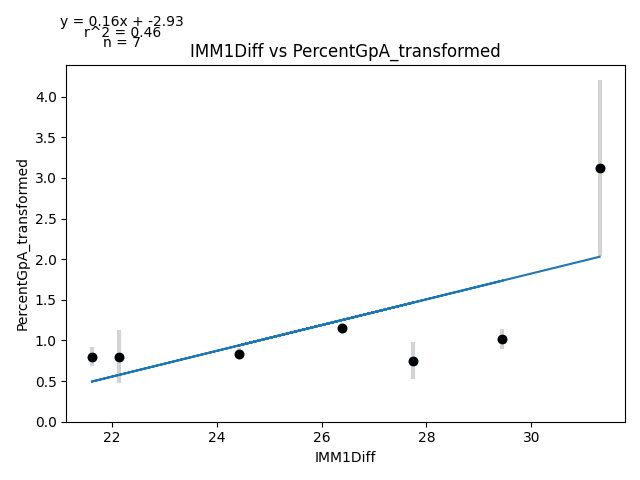 y = 0.16x + -2.93
r^2 = 0.46
n = 7
IMM1Diff vs PercentGpA_transformed
PercentGpA_transformed
4.0
3.5
3.0
2.5
2.0
1.5
1.0
0.5
0.0
22 24 26 28 30
IMM1Diff